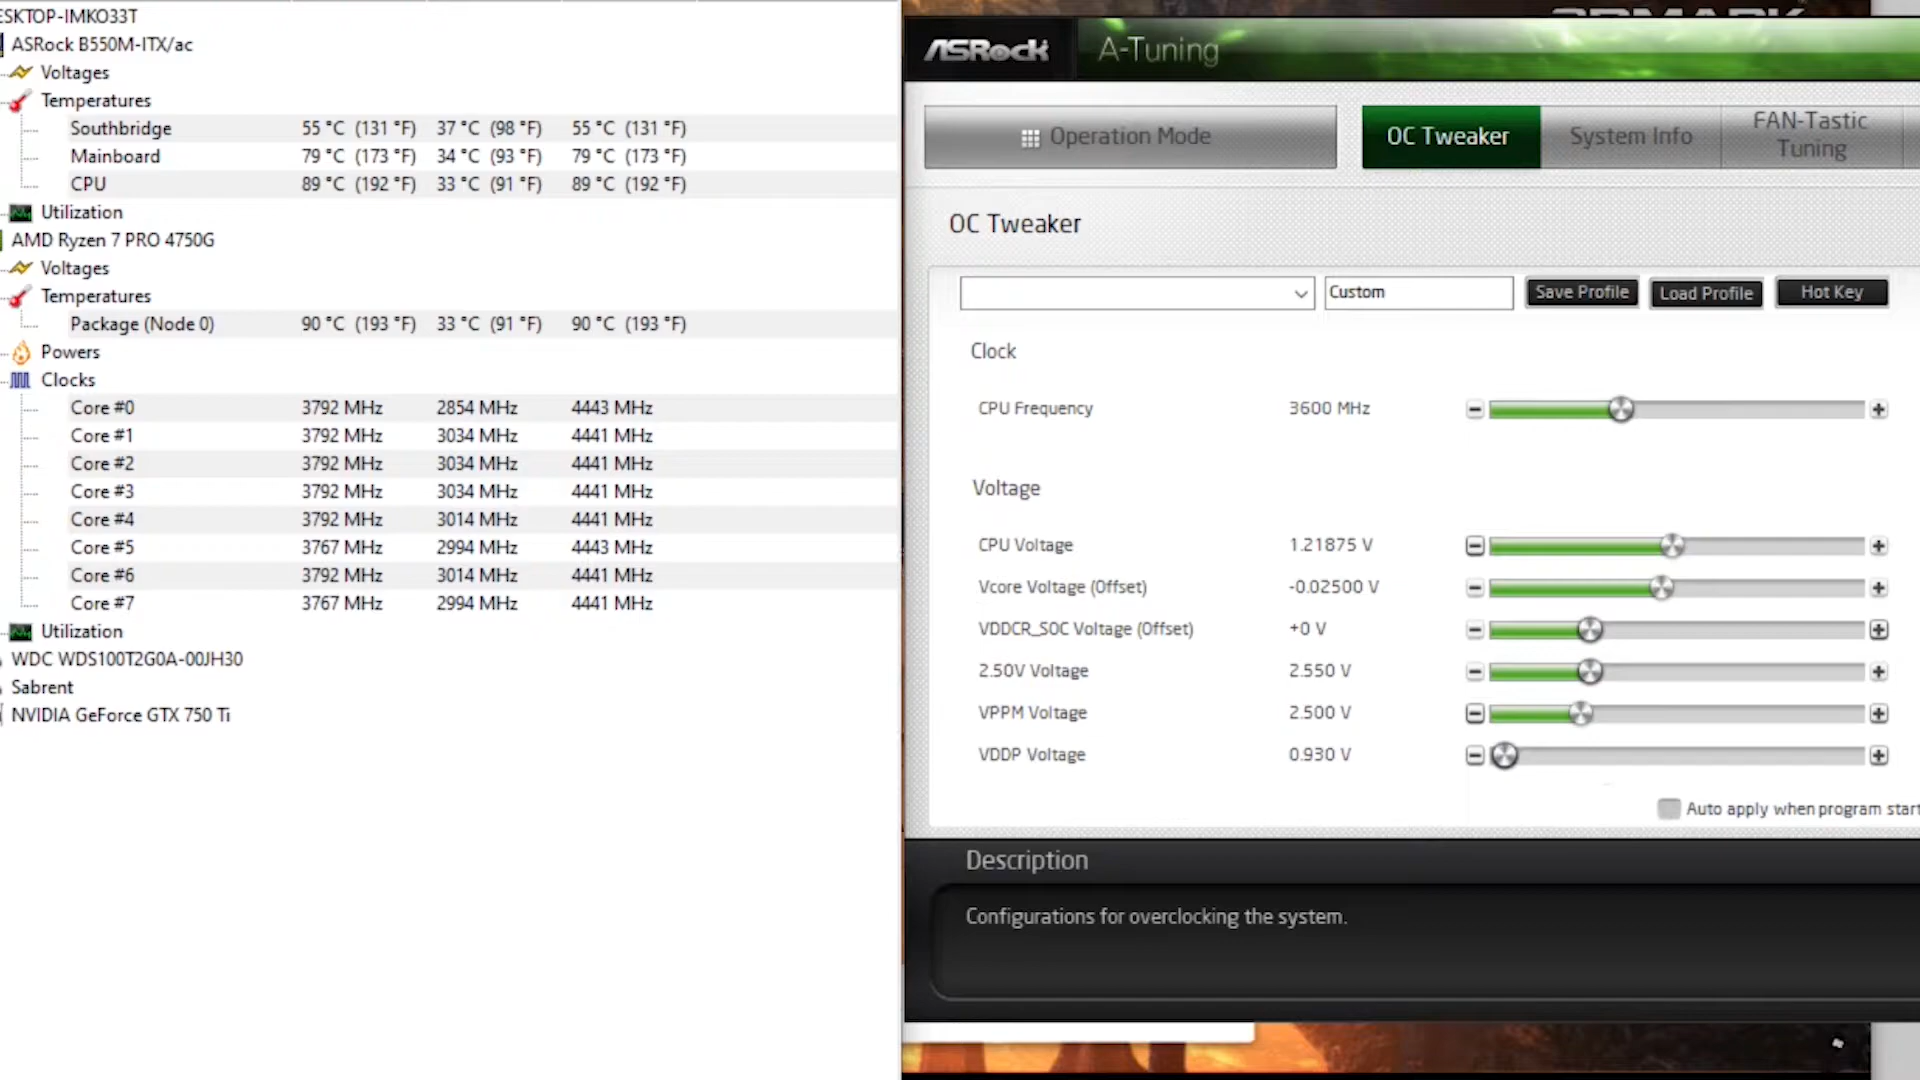 ESKTOP-IMKO33T
ASRock B550M-ITX/ac
Voltages
Temperatures
Southbridge 55 °C (131 °F) 37 °C (98 °F) 55 °C (131 °F)
Mainboard 79 °C (173 °F) 34 °C (93 °F) 79 °C (173 °F)
CPU 89 °C (192 °F) 33 °C (91 °F) 89 °C (192 °F)
Utilization
AMD Ryzen 7 PRO 4750G
Voltages
Temperatures
Package (Node 0) 90 °C (193 °F) 33 °C (91 °F) 90 °C (193 °F)
Powers
Clocks
Core #0 3792 MHz 2854 MHz 4443 MHz
Core #1 3792 MHz 3034 MHz 4441 MHz
Core #2 3792 MHz 3034 MHz 4441 MHz
Core #3 3792 MHz 3034 MHz 4441 MHz
Core #4 3792 MHz 3014 MHz 4441 MHz
Core #5 3767 MHz 2994 MHz 4443 MHz
Core #6 3792 MHz 3014 MHz 4441 MHz
Core #7 3767 MHz 2994 MHz 4441 MHz
Utilization
WDC WDS100T2G0A-00JH30
Sabrent
NVIDIA GeForce GTX 750 Ti
3DMARK
ASRock A-Tuning
Operation Mode OC Tweaker System Info FAN-Tastic
Tuning
OC Tweaker
Custom Save Profile Load Profile Hot Key
Clock
CPU Frequency 3600 MHz
Voltage
CPU Voltage 1.21875 V
Vcore Voltage (Offset) -0.02500 V
VDDCR_SOC Voltage (Offset) +0 V
2.50V Voltage 2.550 V
VPPM Voltage 2.500 V
VDDP Voltage 0.930 V
Auto apply when program start
Description
Configurations for overclocking the system.